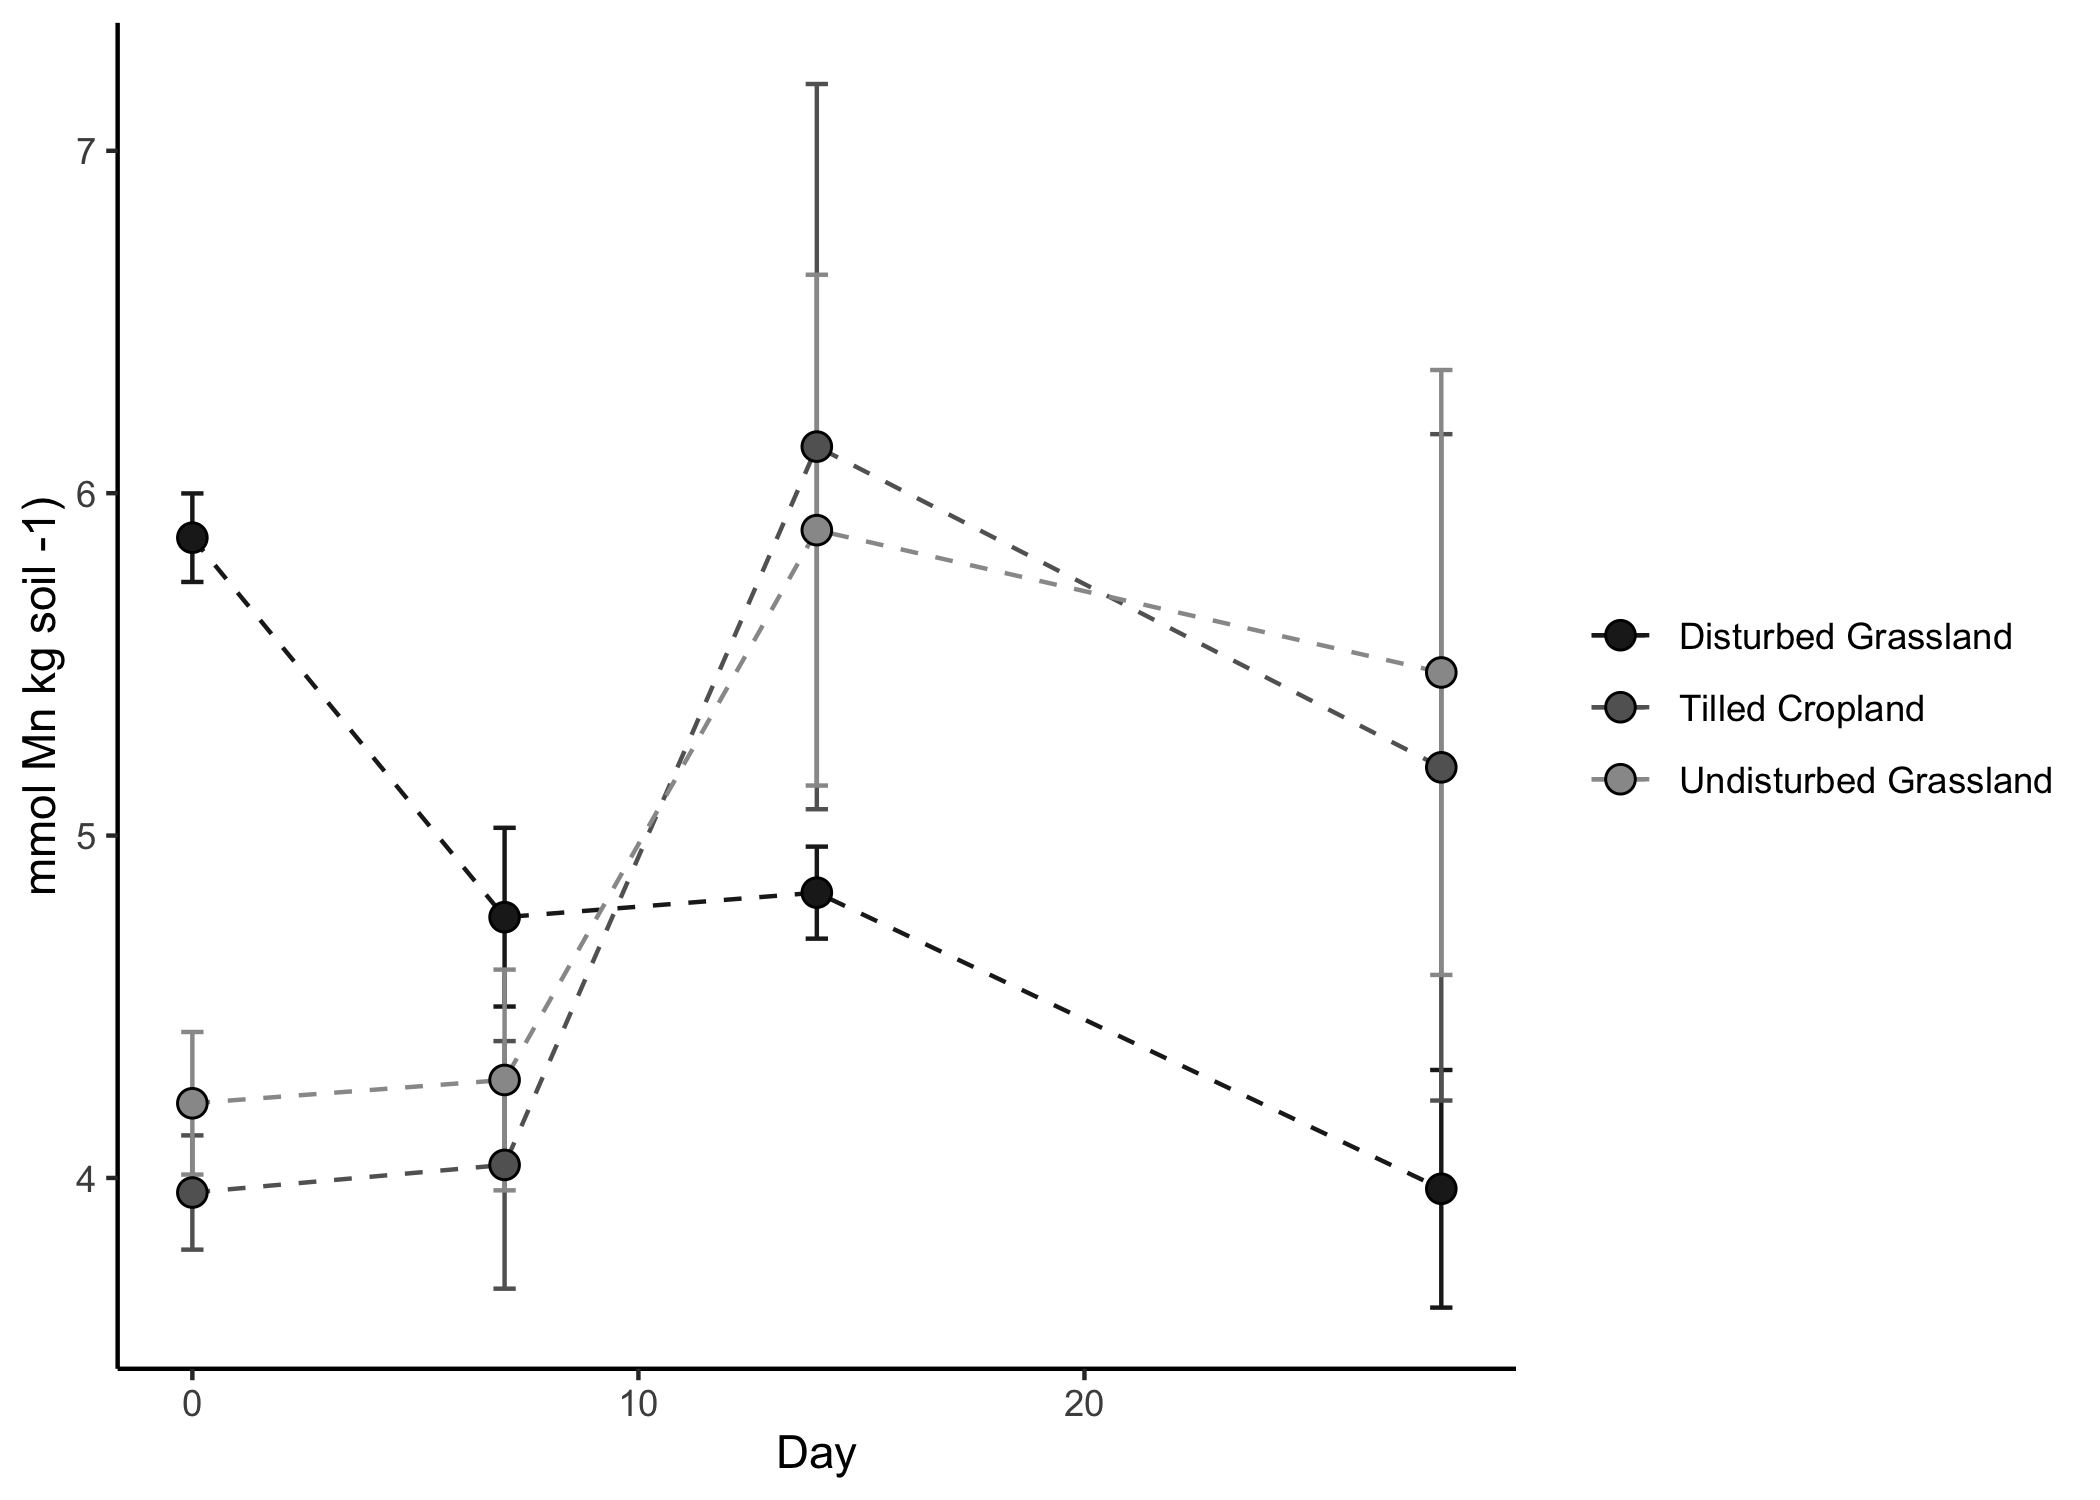 mmol Mn kg soil -1)
7
6
5
4
0
10
20
Day
Disturbed Grassland
Tilled Cropland
Undisturbed Grassland